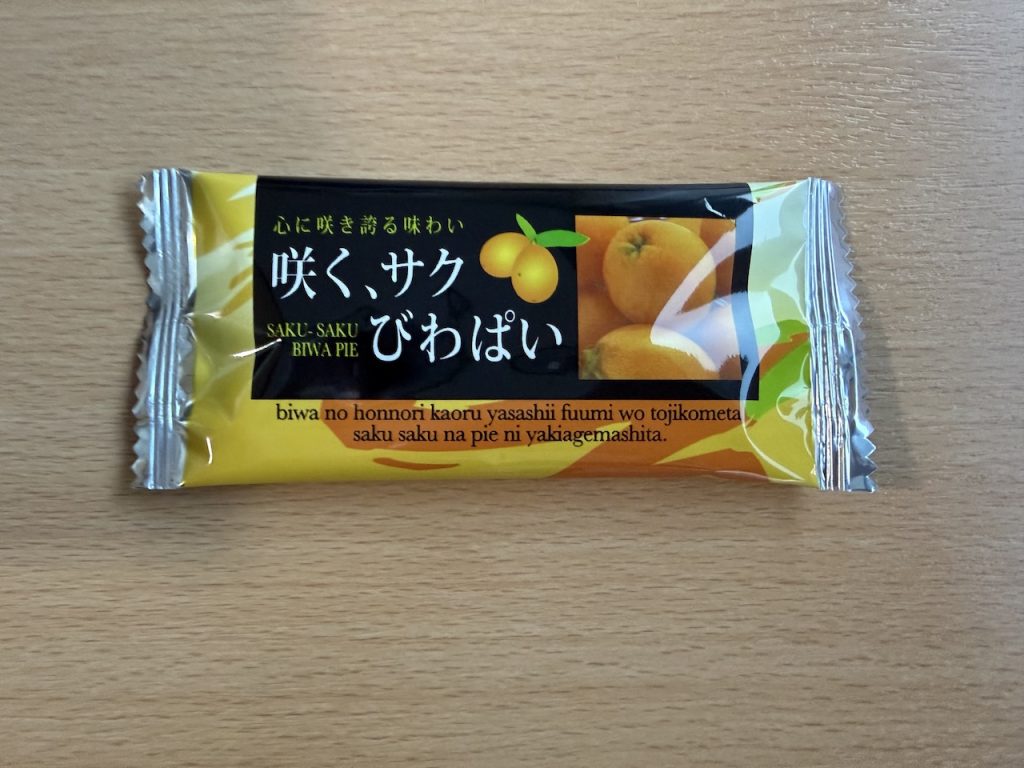 心に咲き誇る味わい
咲く、サク
SAKU- SAKU
BIWA PIE
びわぱい
biwa no honnori kaoru yasashii fuumi wo tojikometa
saku saku na pie ni yakiagemashita.